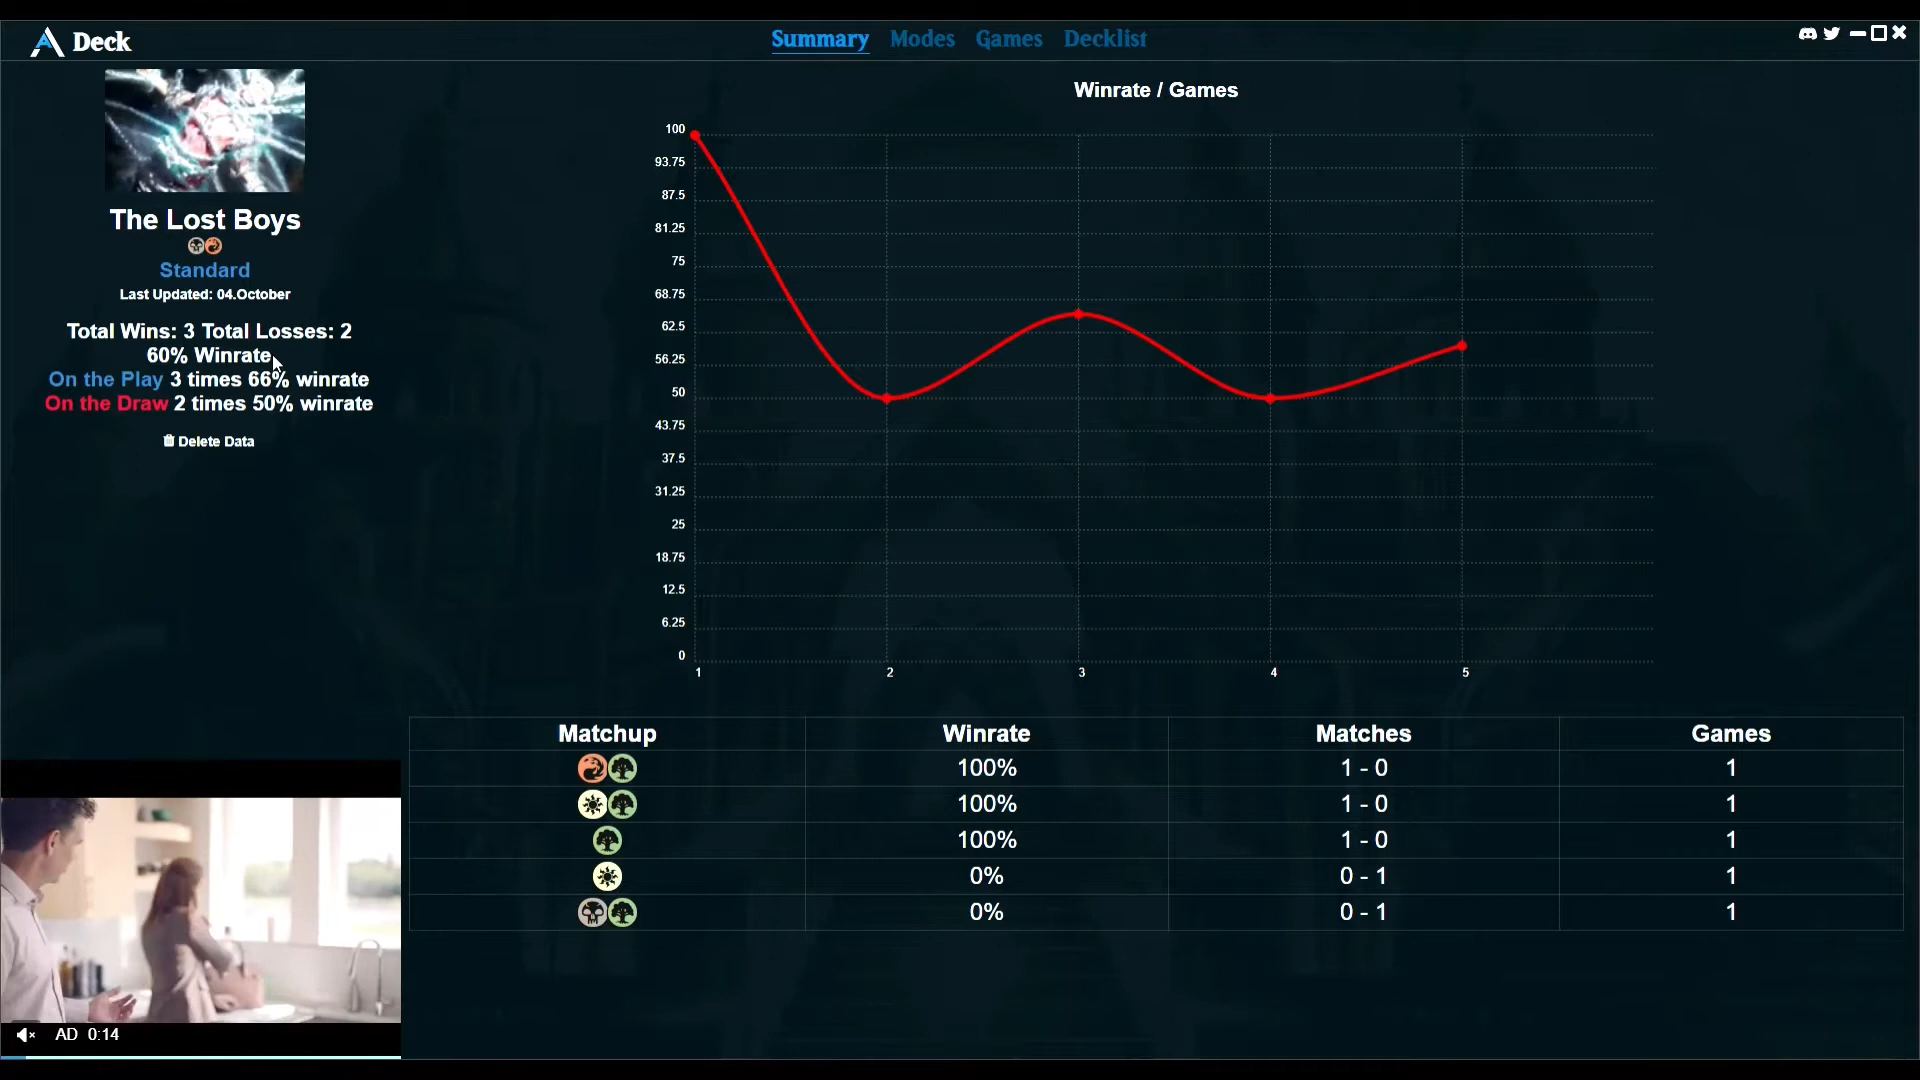 Deck
Summary Modes Games Decklist
The Lost Boys
Standard
Last Updated: 04.October
Total Wins: 3 Total Losses: 2
60% Winrate
On the Play 3 times 66% winrate
On the Draw 2 times 50% winrate
Delete Data
Winrate / Games
100
93.75
87.5
81.25
75
68.75
62.5
56.25
50
43.75
37.5
31.25
25
18.75
12.5
6.25
0
1 2 3 4 5
Matchup Winrate Matches Games
100% 1 - 0 1
100% 1 - 0 1
100% 1 - 0 1
0% 0 - 1 1
0% 0 - 1 1
AD 0:14